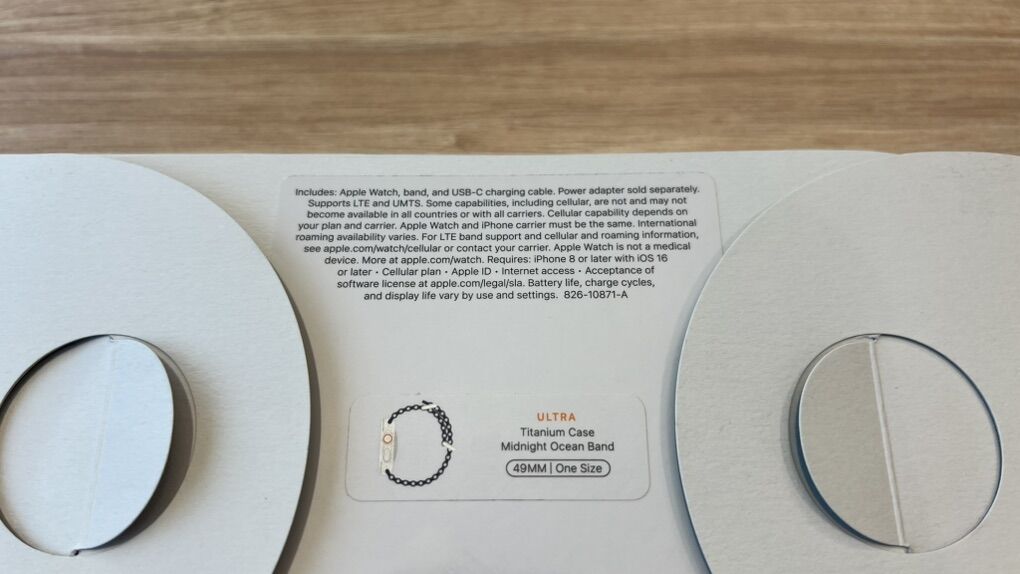 Includes: Apple Watch, band, and USB-C charging cable. Power adapter sold separately.
Supports LTE and UMTS. Some capabilities, including cellular, are not and may not
become available in all countries or with all carriers. Cellular capability depends on
your plan and carrier. Apple Watch and iPhone carrier must be the same. International
roaming availability varies. For LTE band support and cellular and roaming information,
see apple.com/watch/cellular or contact your carrier. Apple Watch is not a medical
device. More at apple.com/watch. Requires: iPhone 8 or later with iOS 16
or later • Cellular plan • Apple ID • Internet access • Acceptance of
software license at apple.com/legal/sla. Battery life, charge cycles,
and display life vary by use and settings. 826-10871-A
ULTRA
Titanium Case
Midnight Ocean Band
49MM | One Size